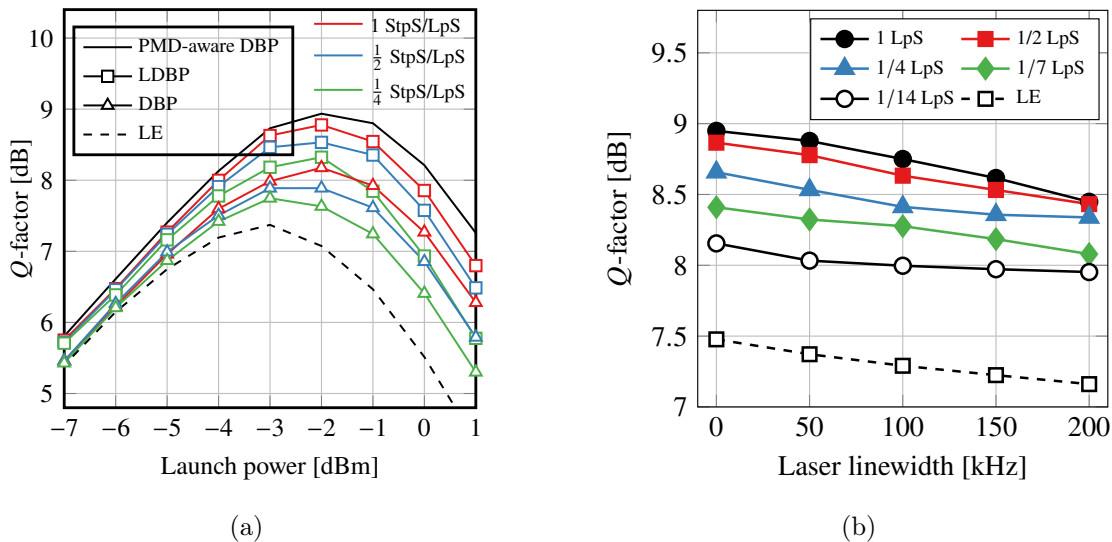 PMD-aware DBP
LDBP
DBP
LE
1 StpS/LpS
1/2 StpS/LpS
1/4 StpS/LpS
10
9
8
7
6
5
Q-factor [dB]
−7 −6 −5 −4 −3 −2 −1 0 1
Launch power [dBm]
(a)
1 LpS 1/2 LpS
1/4 LpS 1/7 LpS
1/14 LpS LE
9.5
9
8.5
8
7.5
7
Q-factor [dB]
0 50 100 150 200
Laser linewidth [kHz]
(b)